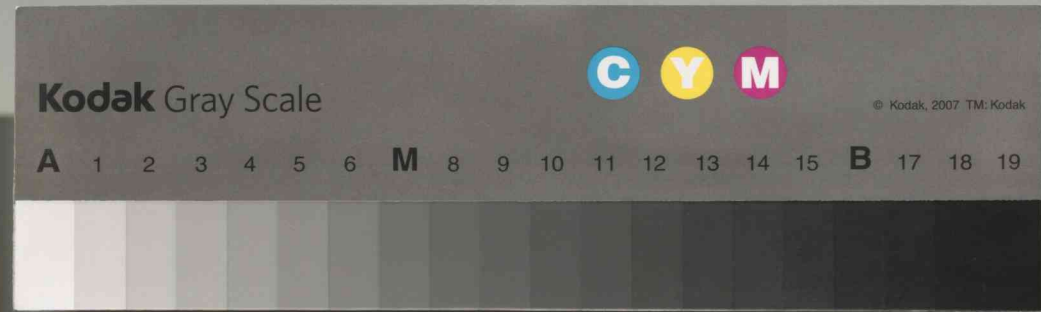 C Y M
Kodak Gray Scale
© Kodak, 2007 TM: Kodak
A 1 2 3 4 5 6 M 8 9 10 11 12 13 14 15 B 17 18 19